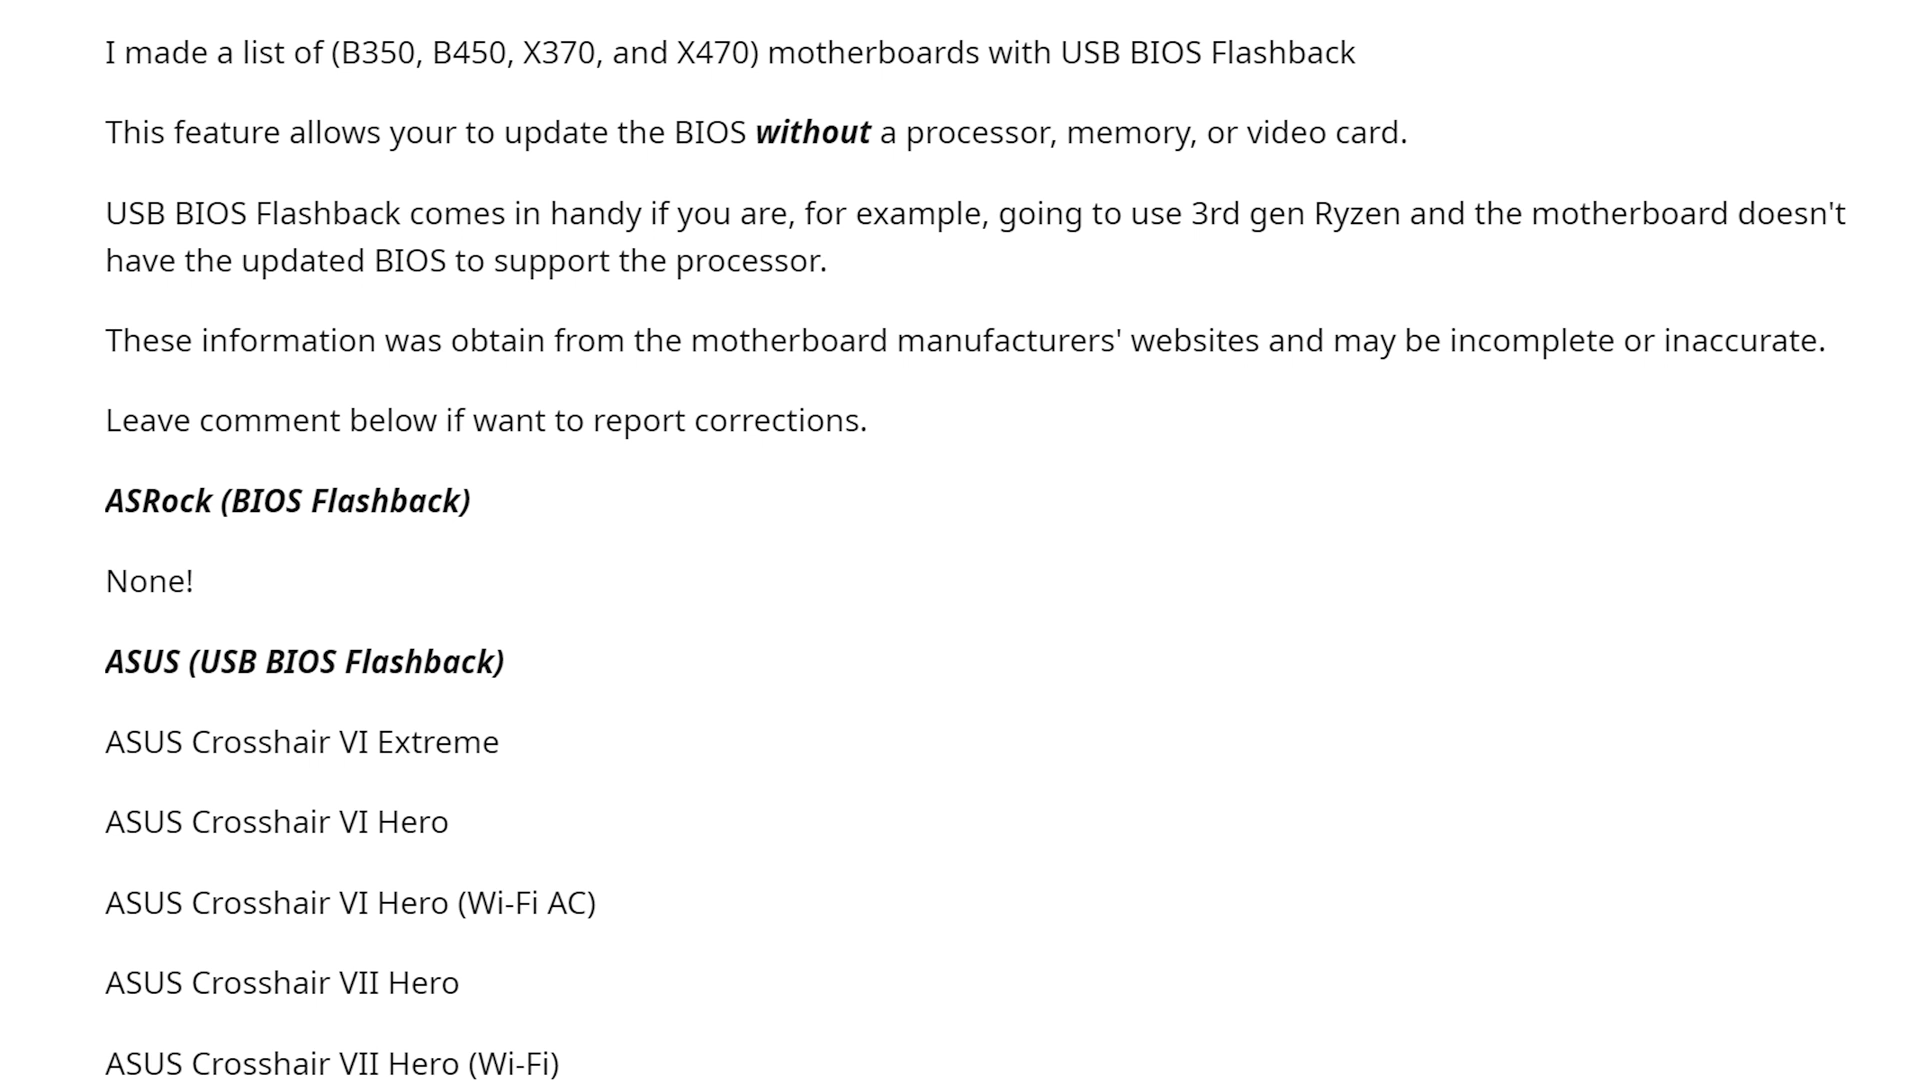 I made a list of (B350, B450, X370, and X470) motherboards with USB BIOS Flashback
This feature allows your to update the BIOS without a processor, memory, or video card.
USB BIOS Flashback comes in handy if you are, for example, going to use 3rd gen Ryzen and the motherboard doesn't
have the updated BIOS to support the processor.
These information was obtain from the motherboard manufacturers' websites and may be incomplete or inaccurate.
Leave comment below if want to report corrections.
ASRock (BIOS Flashback)
None!
ASUS (USB BIOS Flashback)
ASUS Crosshair VI Extreme
ASUS Crosshair VI Hero
ASUS Crosshair VI Hero (Wi-Fi AC)
ASUS Crosshair VII Hero
ASUS Crosshair VII Hero (Wi-Fi)